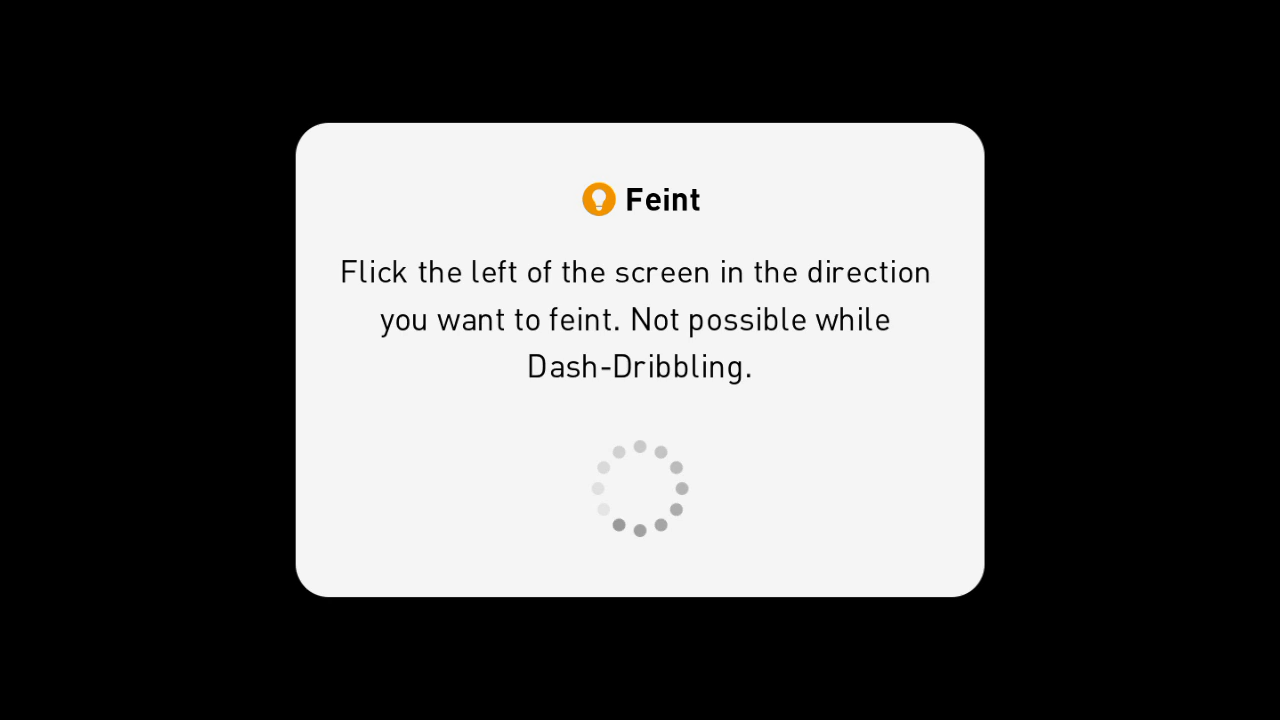 Feint
Flick the left of the screen in the direction
you want to feint. Not possible while
Dash-Dribbling.